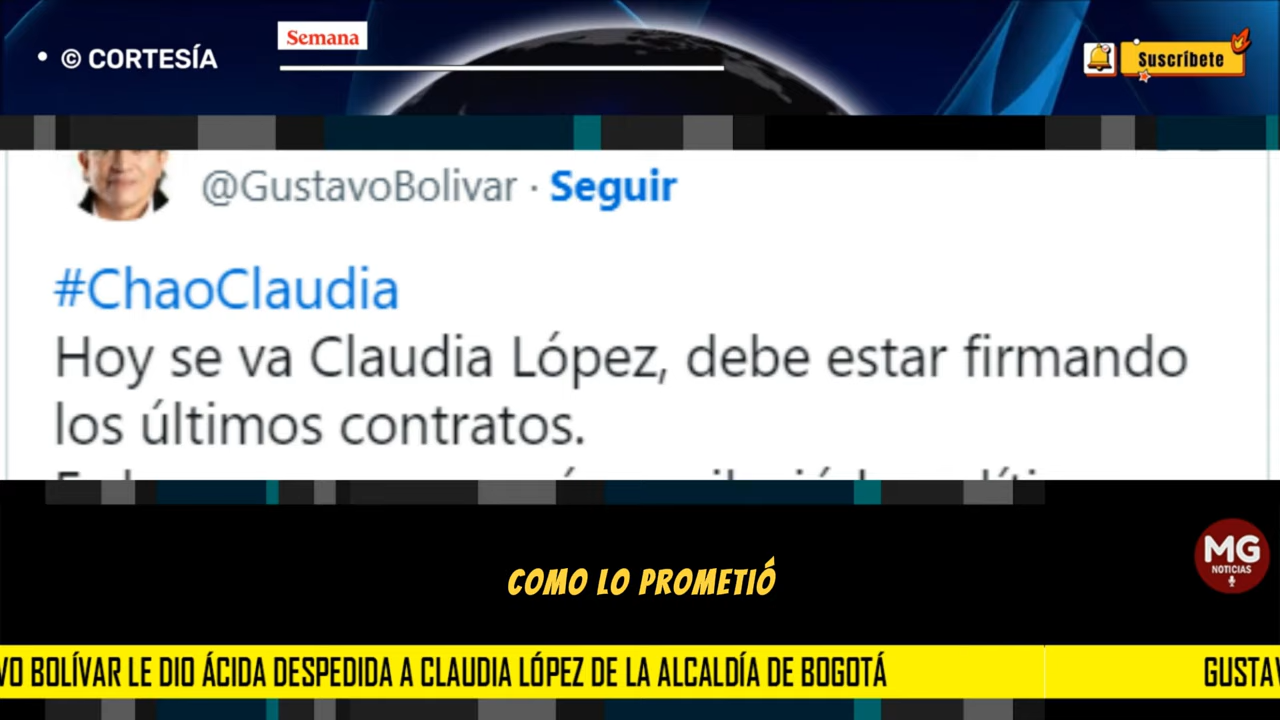 • © CORTESÍA
Semana
Suscríbete
@GustavoBolivar · Seguir
#ChaoClaudia
Hoy se va Claudia López, debe estar firmando
los últimos contratos.
COMO LO PROMETIÓ
MG
NOTICIAS
VO BOLÍVAR LE DIO ÁCIDA DESPEDIDA A CLAUDIA LÓPEZ DE LA ALCALDÍA DE BOGOTÁ GUSTAV